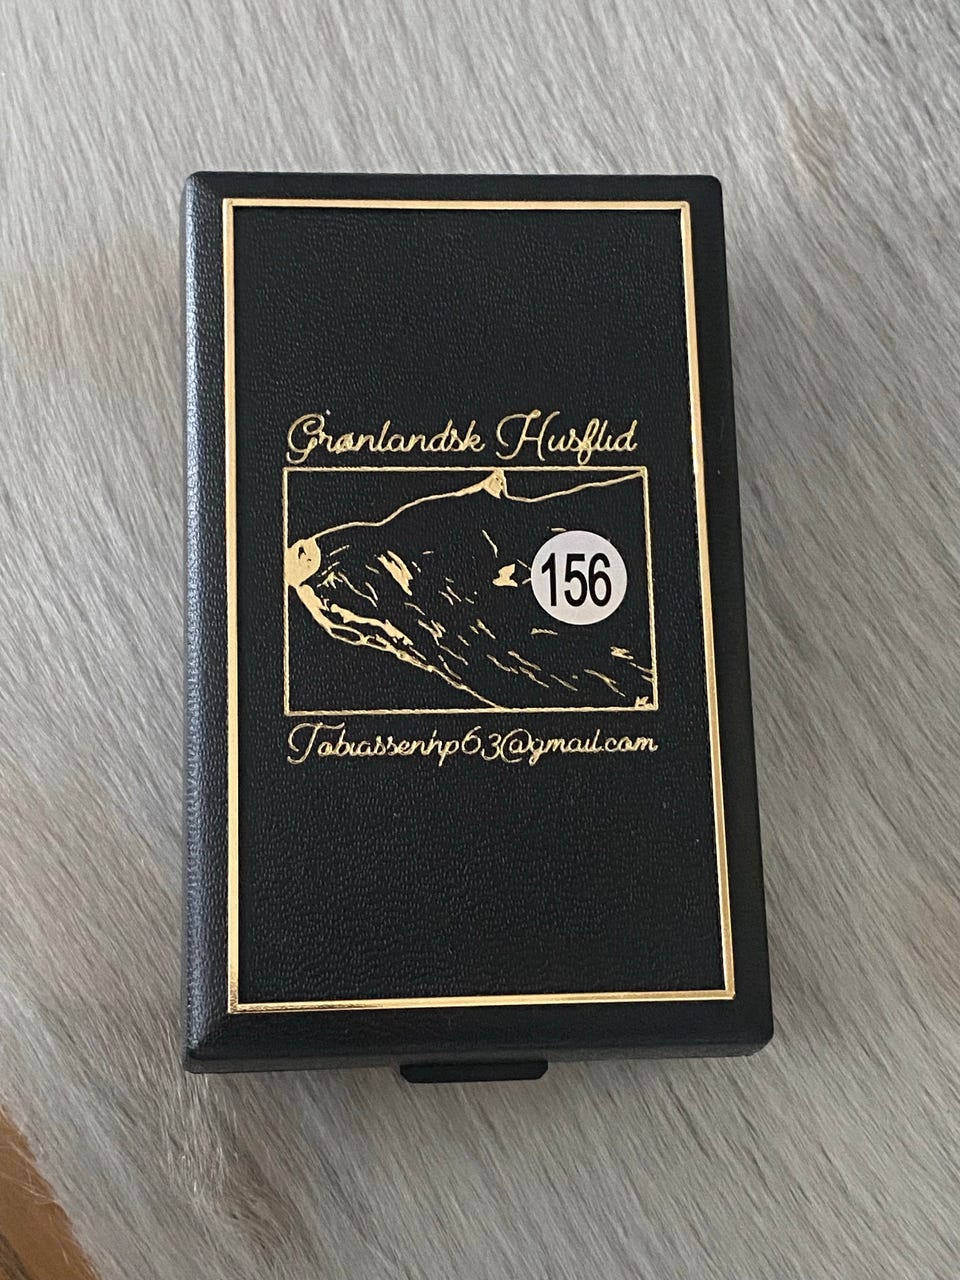 Grønlandsk Husflid
156
Tobiassenhp63@gmail.com